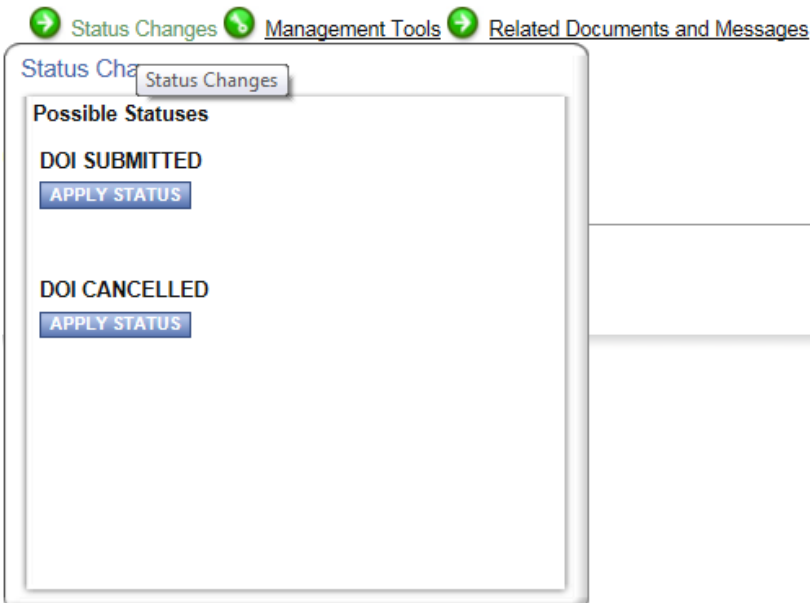 Status Changes Management Tools Related Documents and Messages
Status Cha
Status Changes
Possible Statuses
DOI SUBMITTED
APPLY STATUS
DOI CANCELLED
APPLY STATUS